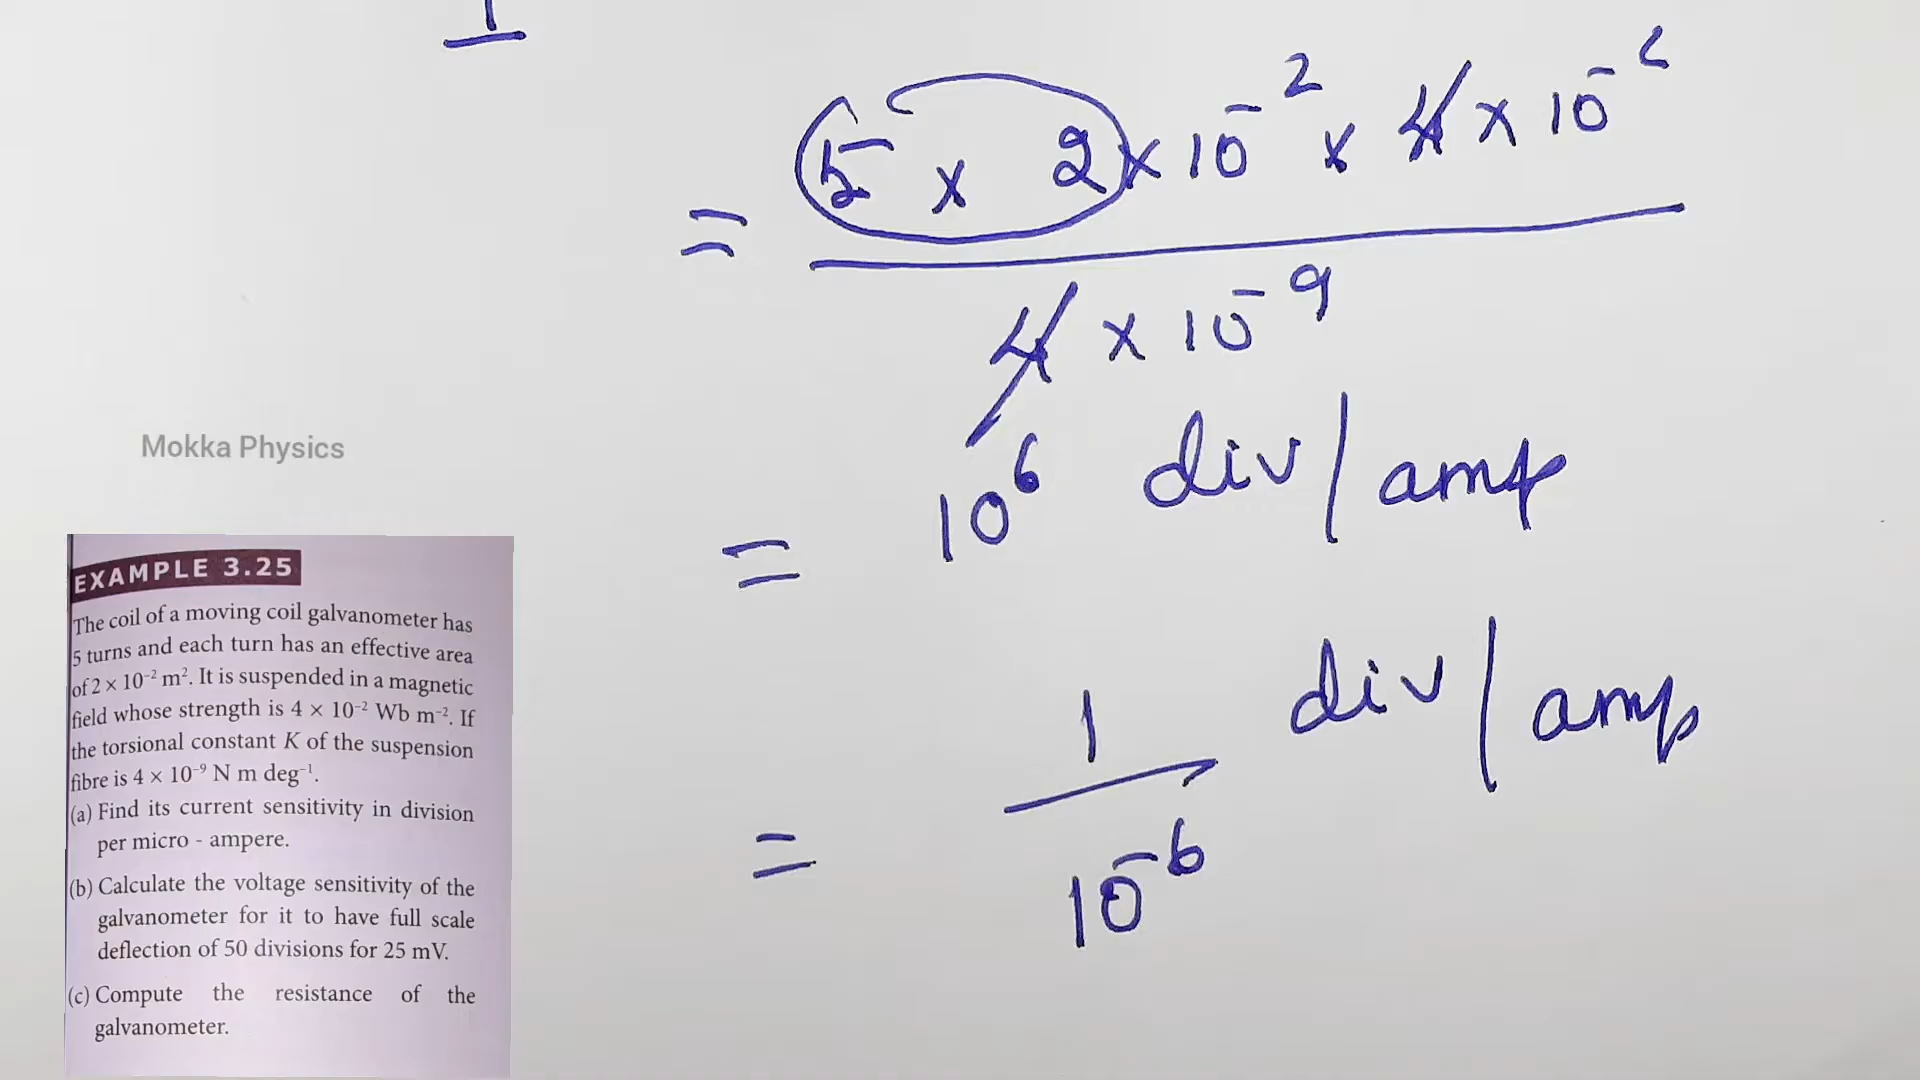 I
= 5 x 2 x 10^-2 x 4 x 10^-2
4 x 10^-9
= 10^6 div/amp
= 1 div/amp
10^-6
Mokka Physics
EXAMPLE 3.25
The coil of a moving coil galvanometer has
5 turns and each turn has an effective area
of 2 × 10⁻² m². It is suspended in a magnetic
field whose strength is 4 × 10⁻² Wb m⁻². If
the torsional constant K of the suspension
fibre is 4 × 10⁻⁹ N m deg⁻¹.
(a) Find its current sensitivity in division
per micro - ampere.
(b) Calculate the voltage sensitivity of the
galvanometer for it to have full scale
deflection of 50 divisions for 25 mV.
(c) Compute the resistance of the
galvanometer.